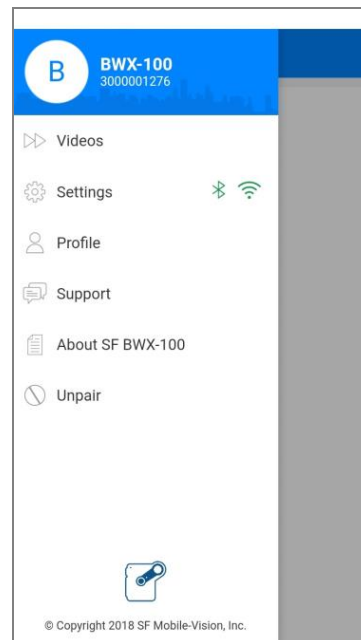 B
BWX-100
3000001276
Videos
Settings
Profile
Support
About SF BWX-100
Unpair
© Copyright 2018 SF Mobile-Vision, Inc.